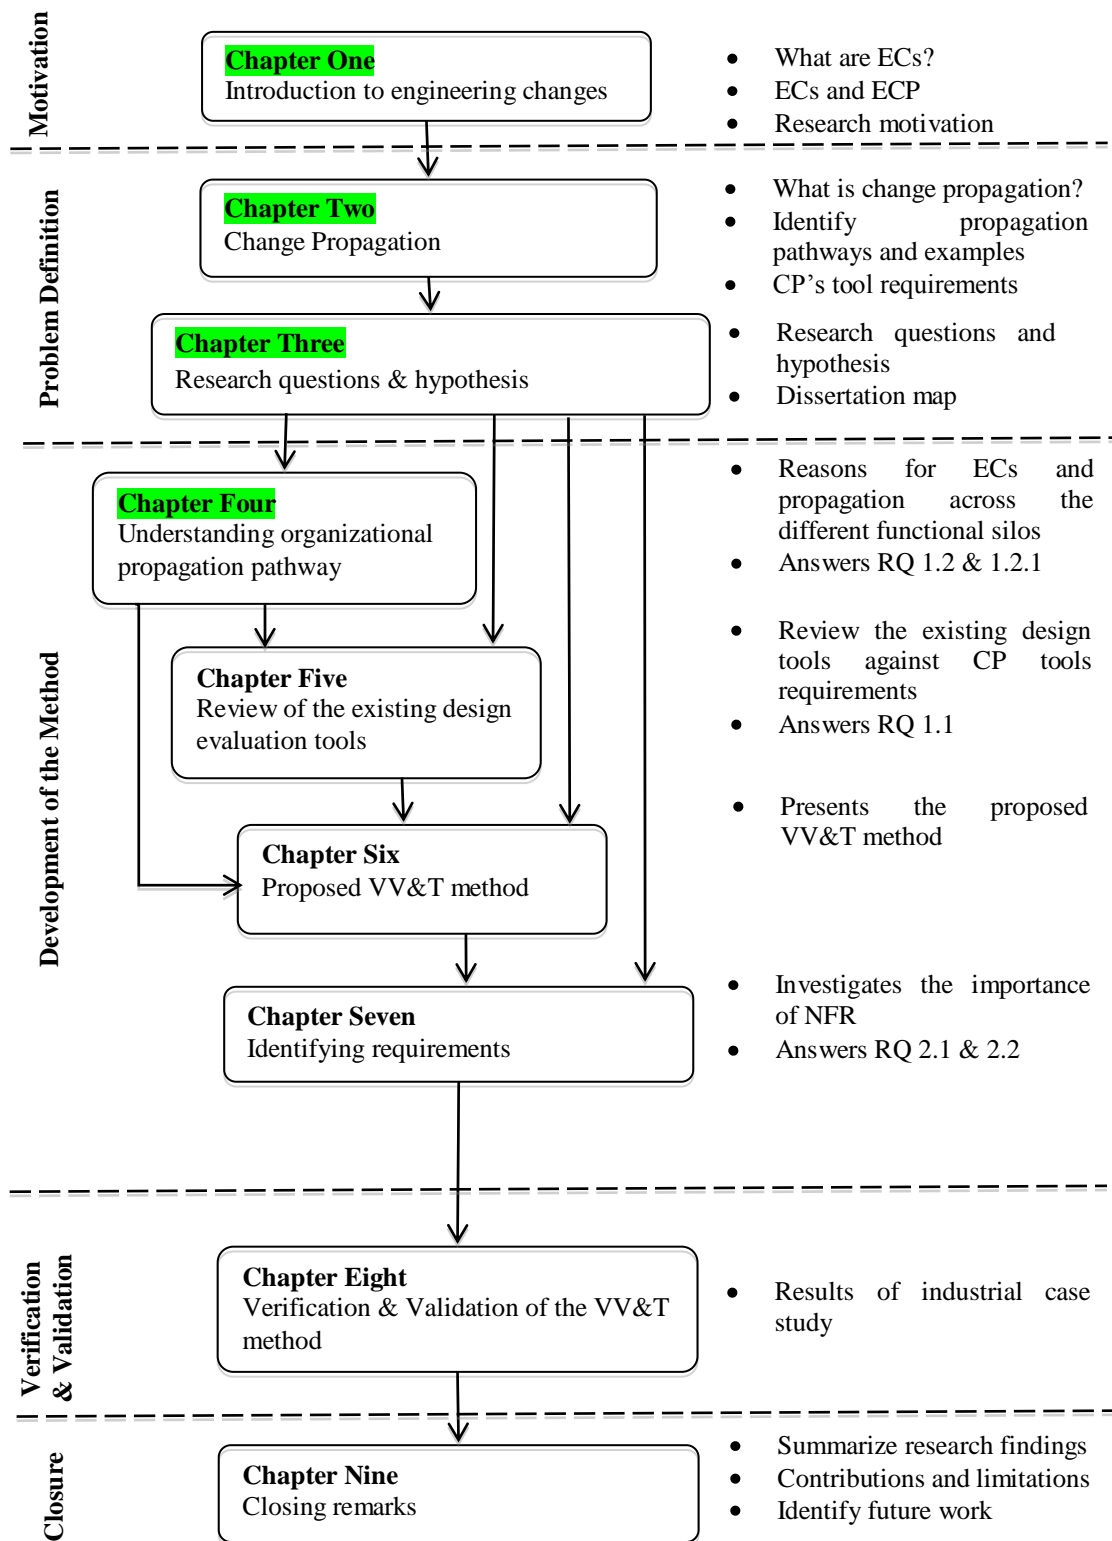 Motivation
Chapter One
Introduction to engineering changes
• What are ECs?
• ECs and ECP
• Research motivation
Problem Definition
Chapter Two
Change Propagation
• What is change propagation?
• Identify propagation
pathways and examples
• CP’s tool requirements
Chapter Three
Research questions & hypothesis
• Research questions and
hypothesis
• Dissertation map
Development of the Method
Chapter Four
Understanding organizational
propagation pathway
• Reasons for ECs and
propagation across the
different functional silos
• Answers RQ 1.2 & 1.2.1
Chapter Five
Review of the existing design
evaluation tools
• Review the existing design
tools against CP tools
requirements
• Answers RQ 1.1
Chapter Six
Proposed VV&T method
• Presents the proposed
VV&T method
Chapter Seven
Identifying requirements
• Investigates the importance
of NFR
• Answers RQ 2.1 & 2.2
Verification
& Validation
Chapter Eight
Verification & Validation of the VV&T
method
• Results of industrial case
study
Closure
Chapter Nine
Closing remarks
• Summarize research findings
• Contributions and limitations
• Identify future work